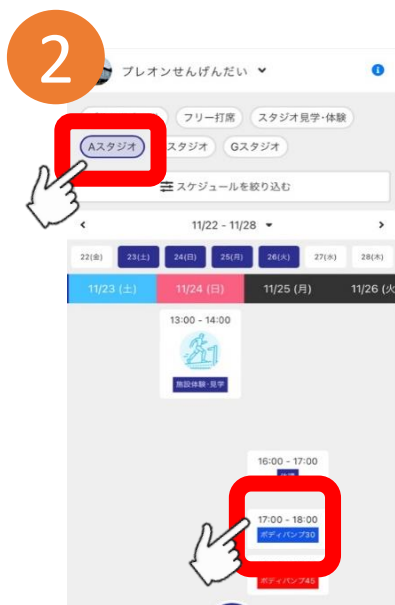 2
プレオンせんげんだい
フリー打席 スタジオ見学・体験
Aスタジオ スタジオ Gスタジオ
スケジュールを絞り込む
11/22 - 11/28
22(金) 23(土) 24(日) 25(月) 26(火) 27(水) 28(木)
11/23 (土) 11/24 (日) 11/25 (月) 11/26 (火
13:00 - 14:00
施設体験・見学
16:00 - 17:00
17:00 - 18:00
ボディパンプ30
ボディパンプ45